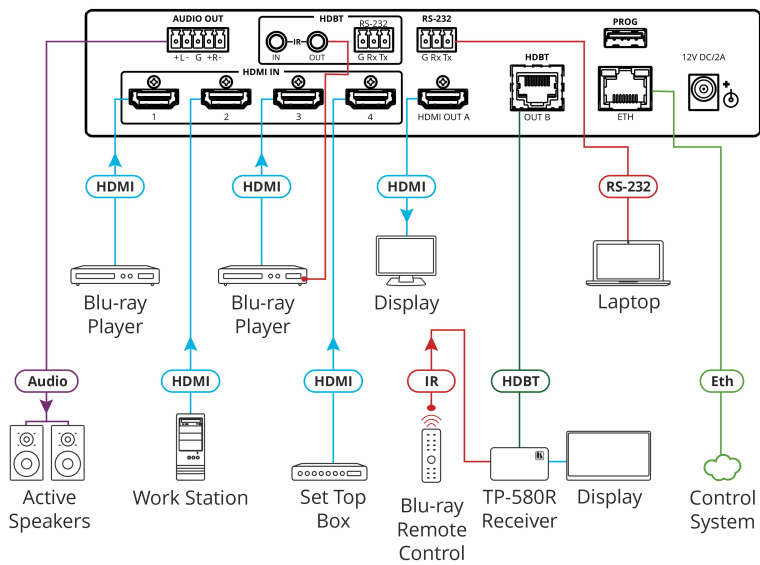 AUDIO OUT
HDBT
RS-232
RS-232
PROG
IR
+L- G +R-
IN
OUT
G Rx Tx
G Rx Tx
HDBT
12V DC/2A
HDMI IN
+
1
2
3
4
HDMI OUT A
OUT B
ETH
HDMI
HDMI
HDMI
RS-232
Blu-ray
Player
Blu-ray
Player
Display
Laptop
Audio
HDMI
HDMI
IR
HDBT
Eth
Active
Speakers
Work Station
Set Top
Box
Blu-ray
Remote
Control
TP-580R
Receiver
Display
Control
System